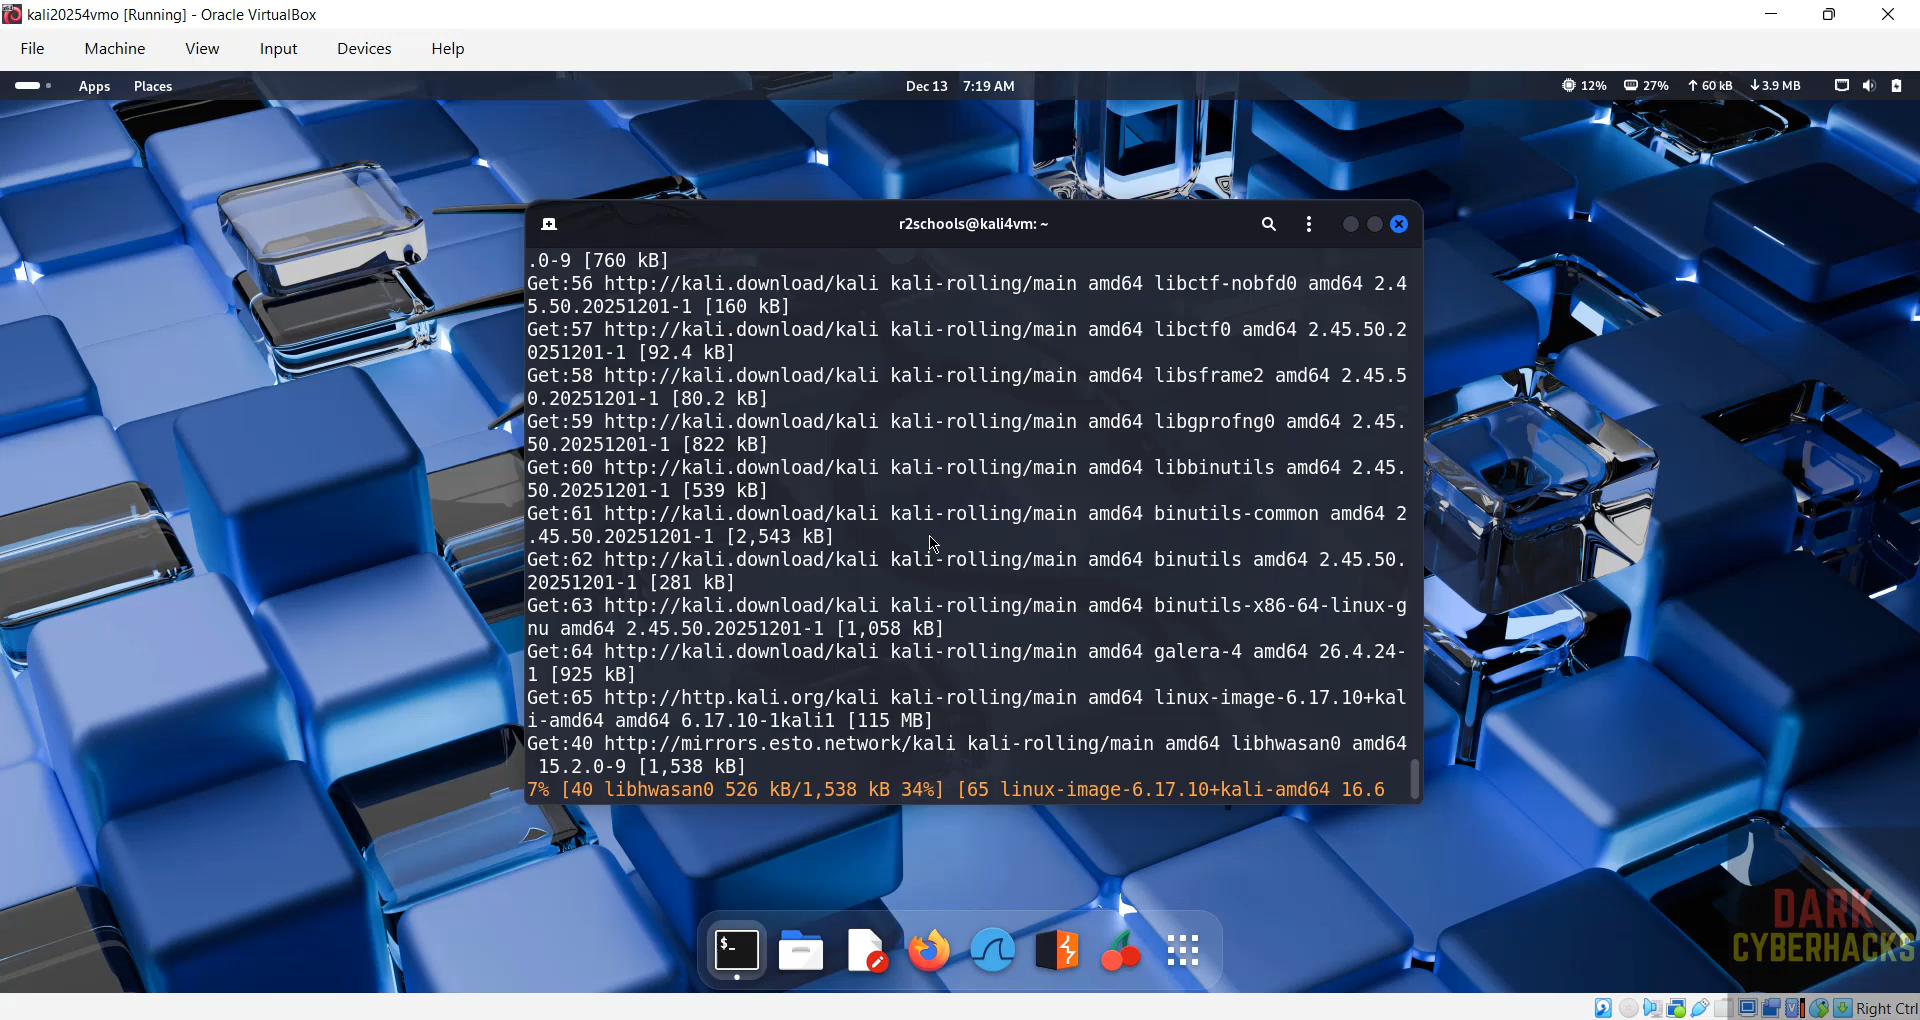 kali20254vmo [Running] - Oracle VirtualBox
File Machine View Input Devices Help
Apps Places Dec 13 7:19 AM 12% 27% 60 kB 3.9 MB
r2schools@kali4vm: ~
.0-9 [760 kB]
Get:56 http://kali.download/kali kali-rolling/main amd64 libctf-nobfd0 amd64 2.4
5.50.20251201-1 [160 kB]
Get:57 http://kali.download/kali kali-rolling/main amd64 libctf0 amd64 2.45.50.2
0251201-1 [92.4 kB]
Get:58 http://kali.download/kali kali-rolling/main amd64 libsframe2 amd64 2.45.5
0.20251201-1 [80.2 kB]
Get:59 http://kali.download/kali kali-rolling/main amd64 libgprofng0 amd64 2.45.
50.20251201-1 [822 kB]
Get:60 http://kali.download/kali kali-rolling/main amd64 libbinutils amd64 2.45.
50.20251201-1 [539 kB]
Get:61 http://kali.download/kali kali-rolling/main amd64 binutils-common amd64 2
.45.50.20251201-1 [2,543 kB]
Get:62 http://kali.download/kali kali-rolling/main amd64 binutils amd64 2.45.50.
20251201-1 [281 kB]
Get:63 http://kali.download/kali kali-rolling/main amd64 binutils-x86-64-linux-g
nu amd64 2.45.50.20251201-1 [1,058 kB]
Get:64 http://kali.download/kali kali-rolling/main amd64 galera-4 amd64 26.4.24-
1 [925 kB]
Get:65 http://http.kali.org/kali kali-rolling/main amd64 linux-image-6.17.10+kal
i-amd64 amd64 6.17.10-1kali1 [115 MB]
Get:40 http://mirrors.esto.network/kali kali-rolling/main amd64 libhwasan0 amd64
 15.2.0-9 [1,538 kB]
7% [40 libhwasan0 526 kB/1,538 kB 34%] [65 linux-image-6.17.10+kali-amd64 16.6
$_
DARK
CYBERHACKS
Right Ctrl